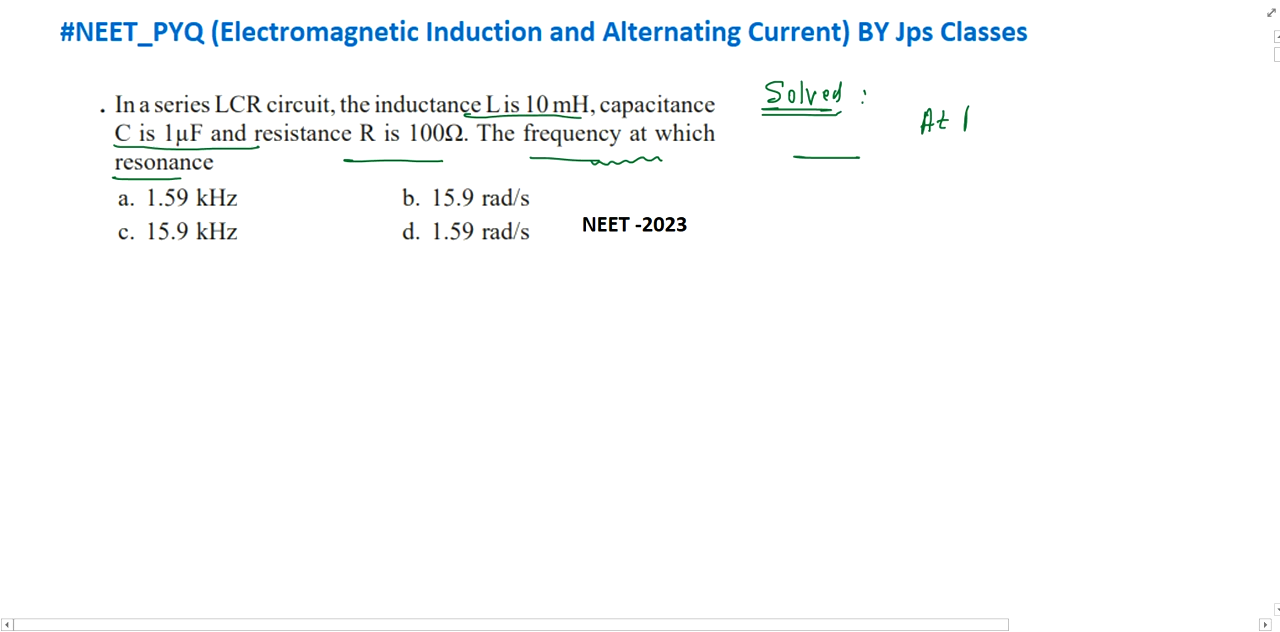 #NEET_PYQ (Electromagnetic Induction and Alternating Current) BY Jps Classes
. In a series LCR circuit, the inductance L is 10 mH, capacitance
C is 1μF and resistance R is 100Ω. The frequency at which
resonance
a. 1.59 kHz b. 15.9 rad/s
c. 15.9 kHz d. 1.59 rad/s
NEET -2023
Solved :
At